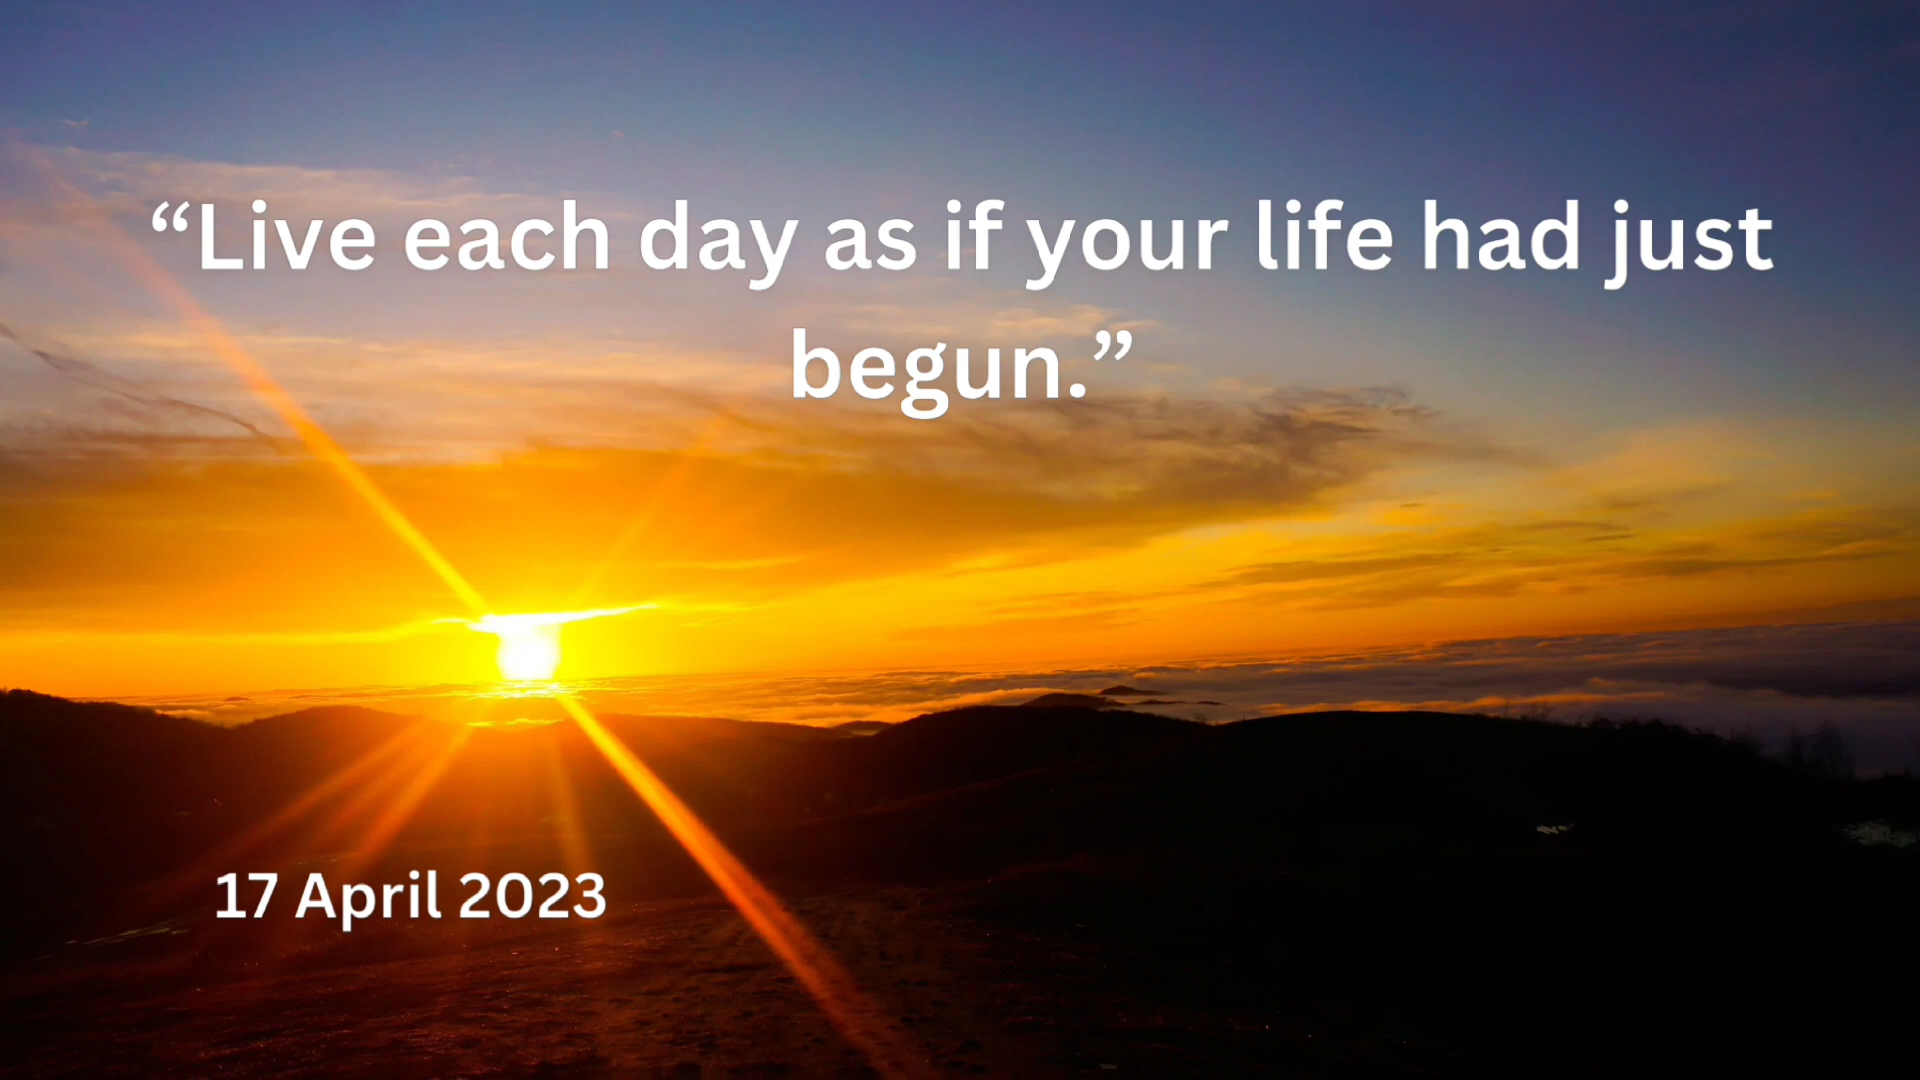 “Live each day as if your life had just
begun.”
17 April 2023